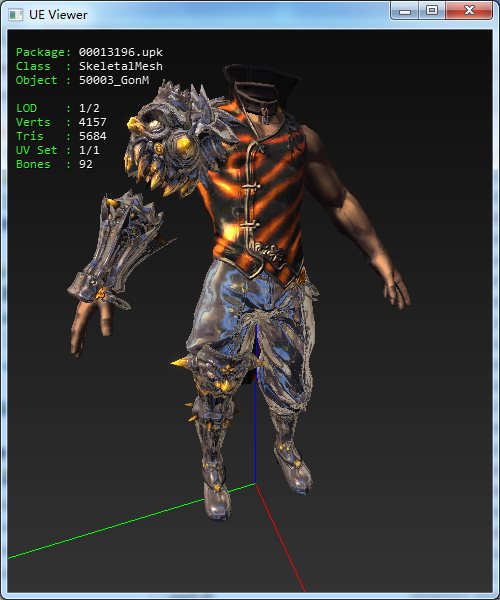 UE Viewer
Package: 00013196.upk
Class : SkeletalMesh
Object : 50003_GonM
LOD : 1/2
Verts : 4157
Tris : 5684
UV Set : 1/1
Bones : 92